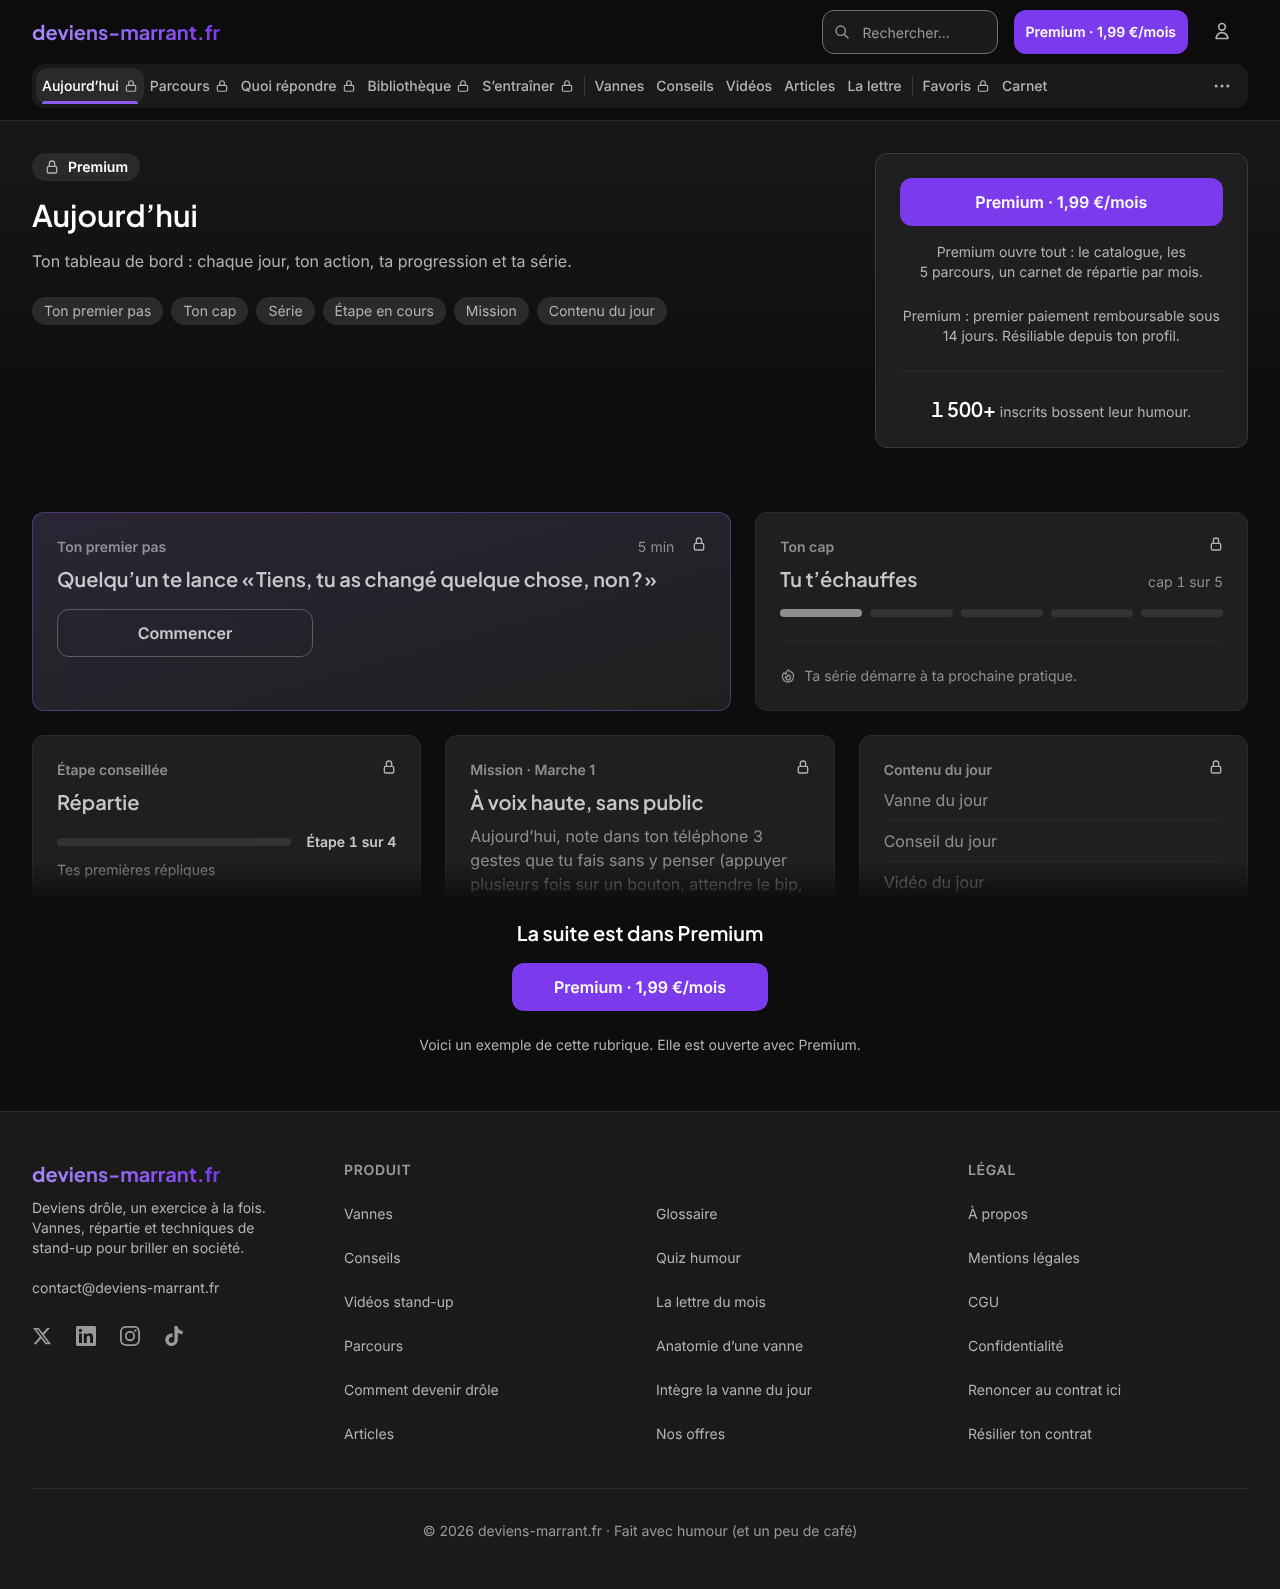 deviens-marrant.fr
Rechercher...
Premium · 1,99 €/mois
Aujourd’hui
Parcours
Quoi répondre
Bibliothèque
S’entraîner
Vannes
Conseils
Vidéos
Articles
La lettre
Favoris
Carnet
Premium
Aujourd’hui
Ton tableau de bord : chaque jour, ton action, ta progression et ta série.
Ton premier pas
Ton cap
Série
Étape en cours
Mission
Contenu du jour
Premium · 1,99 €/mois
Premium ouvre tout : le catalogue, les
5 parcours, un carnet de répartie par mois.
Premium : premier paiement remboursable sous
14 jours. Résiliable depuis ton profil.
1 500+ inscrits bossent leur humour.
Ton premier pas
5 min
Quelqu’un te lance « Tiens, tu as changé quelque chose, non ? »
Commencer
Ton cap
Tu t’échauffes
cap 1 sur 5
Ta série démarre à ta prochaine pratique.
Étape conseillée
Répartie
Étape 1 sur 4
Tes premières répliques
Mission · Marche 1
À voix haute, sans public
Aujourd’hui, note dans ton téléphone 3
gestes que tu fais sans y penser (appuyer
plusieurs fois sur un bouton, attendre le bip,
Contenu du jour
Vanne du jour
Conseil du jour
Vidéo du jour
La suite est dans Premium
Premium · 1,99 €/mois
Voici un exemple de cette rubrique. Elle est ouverte avec Premium.
deviens-marrant.fr
Deviens drôle, un exercice à la fois.
Vannes, répartie et techniques de
stand-up pour briller en société.
contact@deviens-marrant.fr
PRODUIT
Vannes
Conseils
Vidéos stand-up
Parcours
Comment devenir drôle
Articles
Glossaire
Quiz humour
La lettre du mois
Anatomie d’une vanne
Intègre la vanne du jour
Nos offres
LÉGAL
À propos
Mentions légales
CGU
Confidentialité
Renoncer au contrat ici
Résilier ton contrat
© 2026 deviens-marrant.fr · Fait avec humour (et un peu de café)